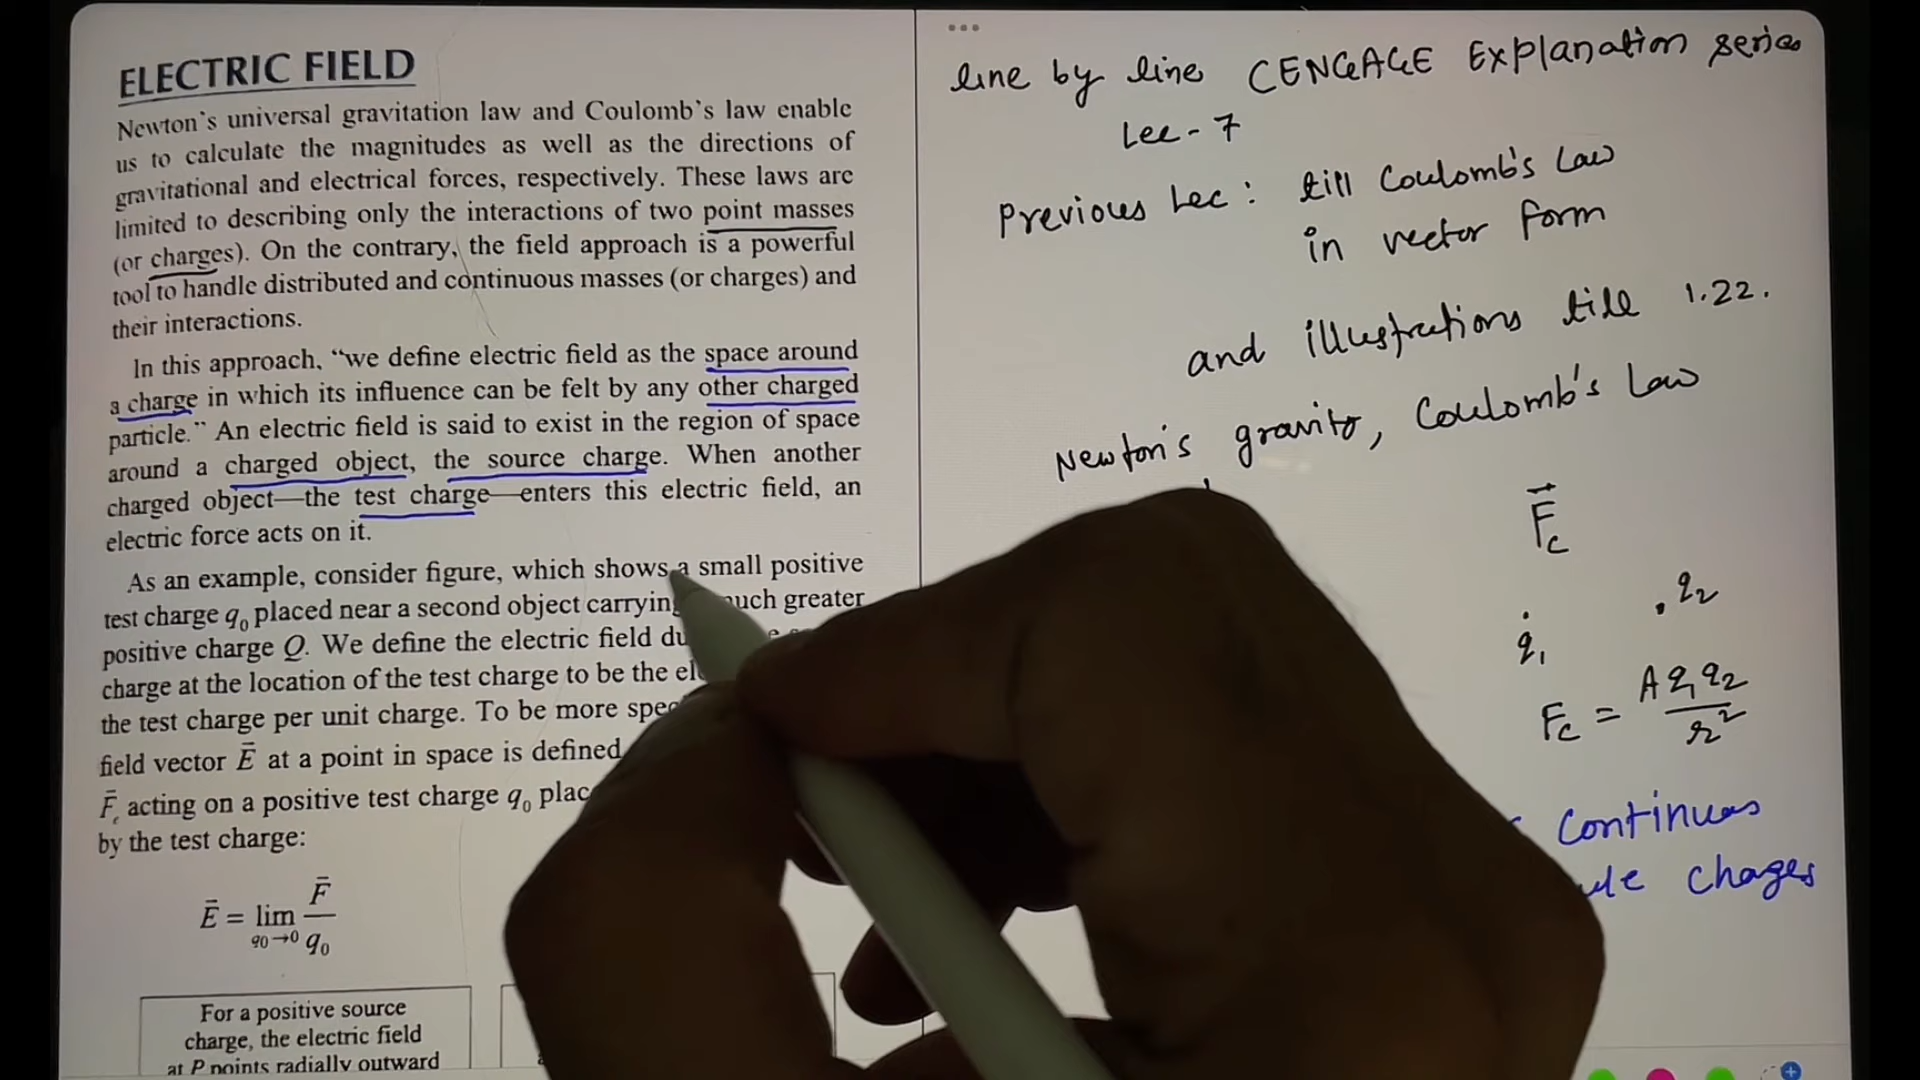 ELECTRIC FIELD
Newton's universal gravitation law and Coulomb's law enable
us to calculate the magnitudes as well as the directions of
gravitational and electrical forces, respectively. These laws are
limited to describing only the interactions of two point masses
(or charges). On the contrary, the field approach is a powerful
tool to handle distributed and continuous masses (or charges) and
their interactions.
In this approach, “we define electric field as the space around
a charge in which its influence can be felt by any other charged
particle.” An electric field is said to exist in the region of space
around a charged object, the source charge. When another
charged object—the test charge—enters this electric field, an
electric force acts on it.
As an example, consider figure, which shows a small positive
test charge q₀ placed near a second object carrying much greater
positive charge Q. We define the electric field
charge at the location of the test charge to be the
the test charge per unit charge. To be more
field vector E̅ at a point in space is defined
F̅ₑ acting on a positive test charge q₀
by the test charge:
E̅ = lim q₀→0 F̅/q₀
For a positive source
charge, the electric field
at P points radially outward
line by line CENGAGE Explanation series
Lec-7
Previous Lec: till Coulomb's Law
in vector form
and illustrations till 1.22.
Newton's gravito, Coulomb's Law
F⃗c
q₁ q₂
Fc = A q₁q₂/r²
continuos
chages